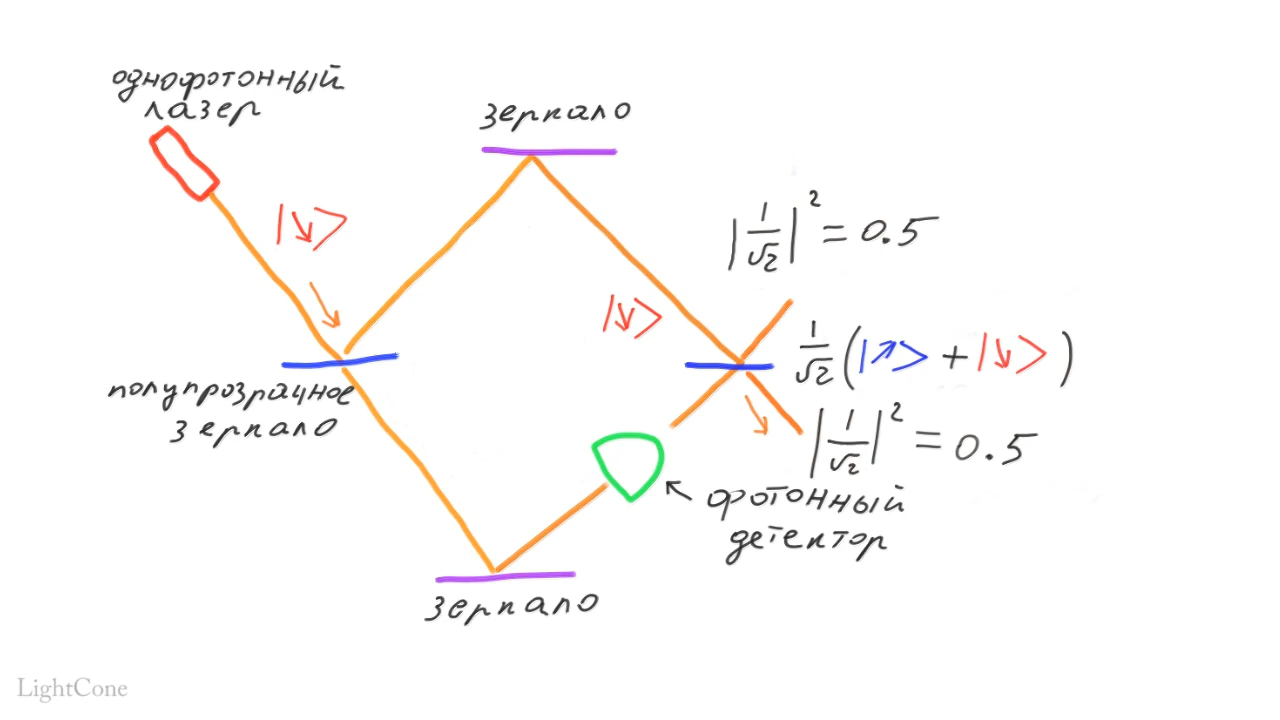 однофотонный
лазер
зеркало
|↘>
|1/√2|² = 0.5
|↘>
1/√2(|↗> + |↘>)
полупрозрачное
зеркало
|1/√2|² = 0.5
фотонный
детектор
зеркало
LightCone